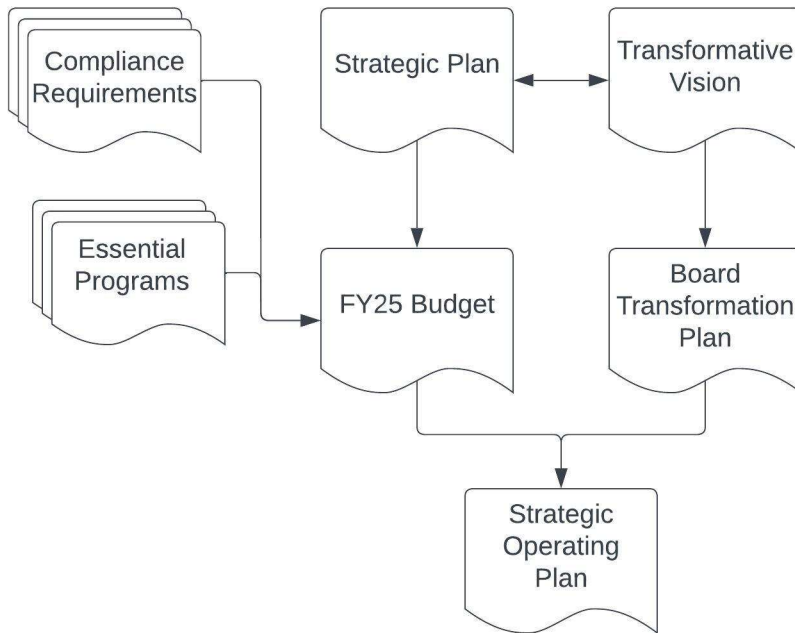 Compliance
Requirements
Strategic Plan
Transformative
Vision
Essential
Programs
FY25 Budget
Board
Transformation
Plan
Strategic
Operating
Plan